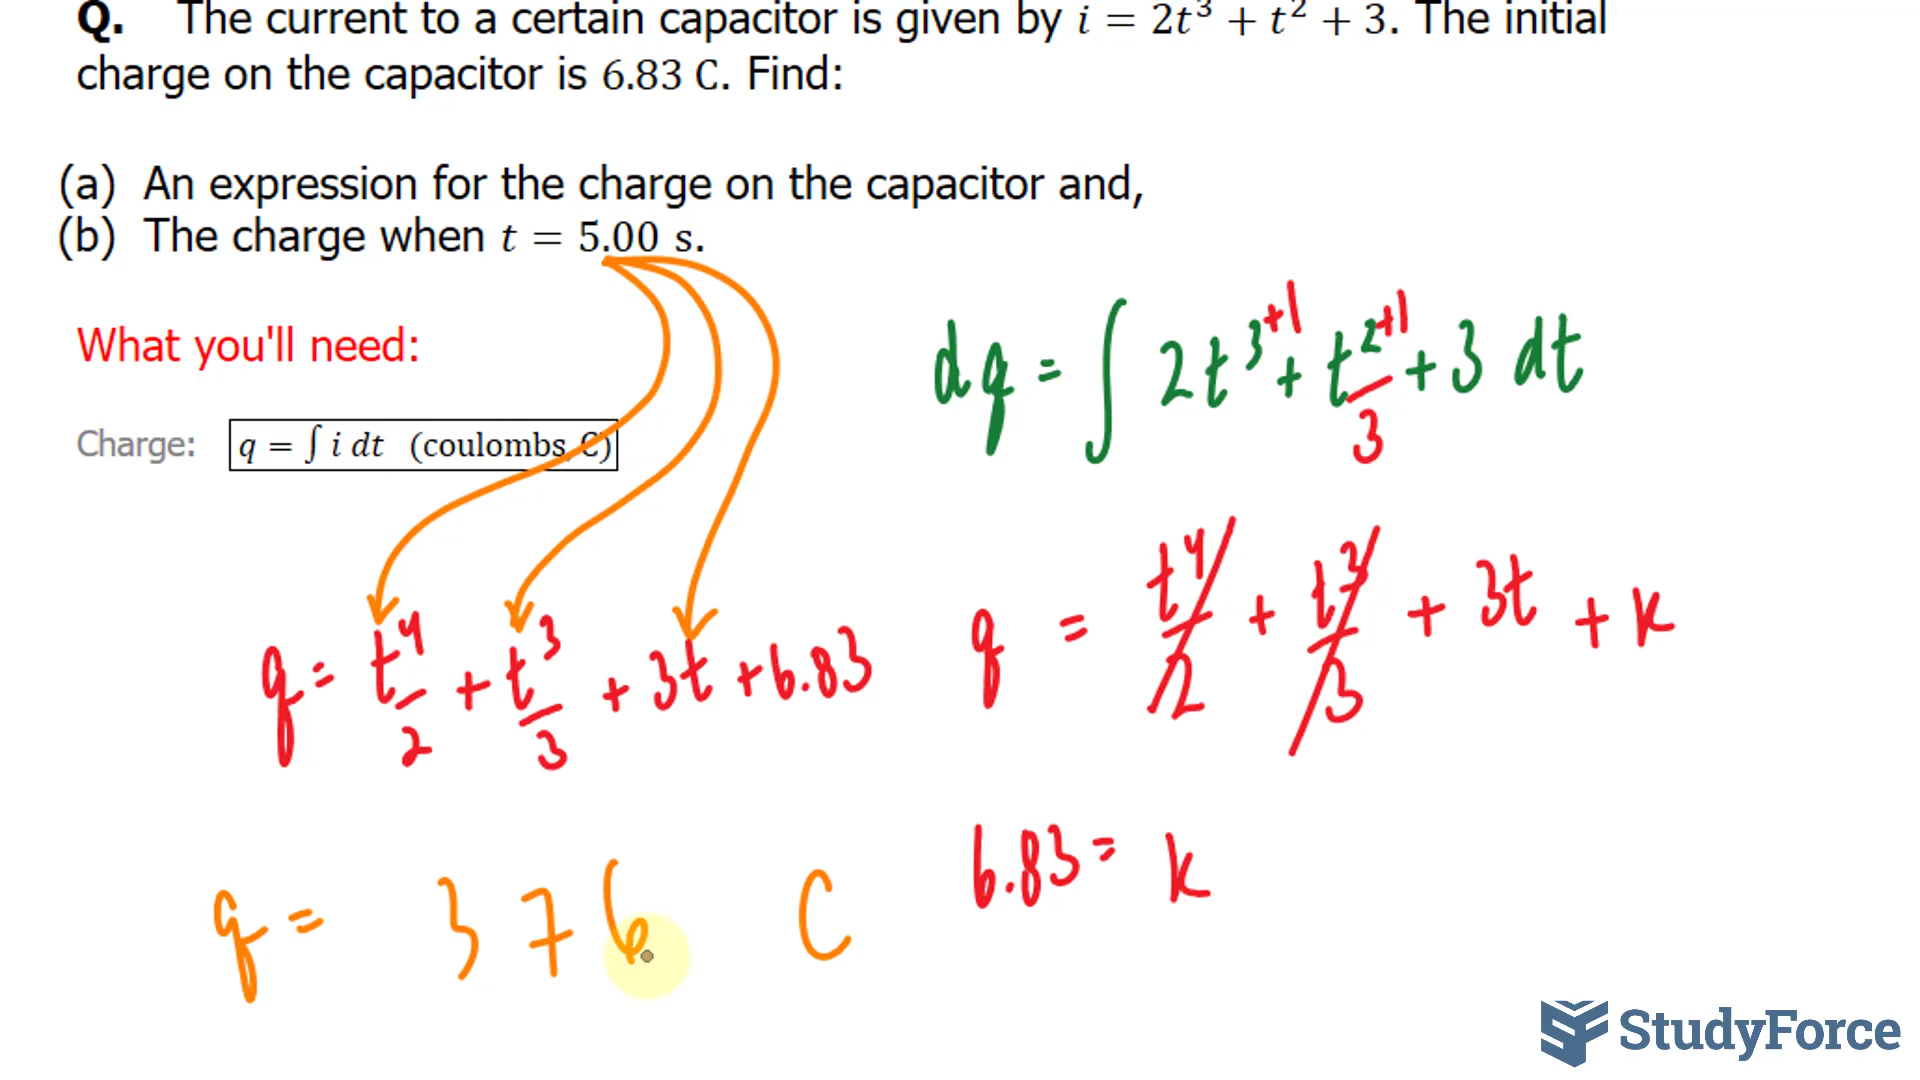 Q. The current to a certain capacitor is given by i = 2t³ + t² + 3. The initial
charge on the capacitor is 6.83 C. Find:
(a) An expression for the charge on the capacitor and,
(b) The charge when t = 5.00 s.
What you'll need:
Charge: q = ∫ i dt (coulombs, C)
dq = ∫ 2t³⁺¹ + t²⁺¹/3 + 3 dt
q = t⁴/2 + t³/3 + 3t + k
q = t⁴/2 + t³/3 + 3t + 6.83
6.83 = k
q = 376 C
StudyForce